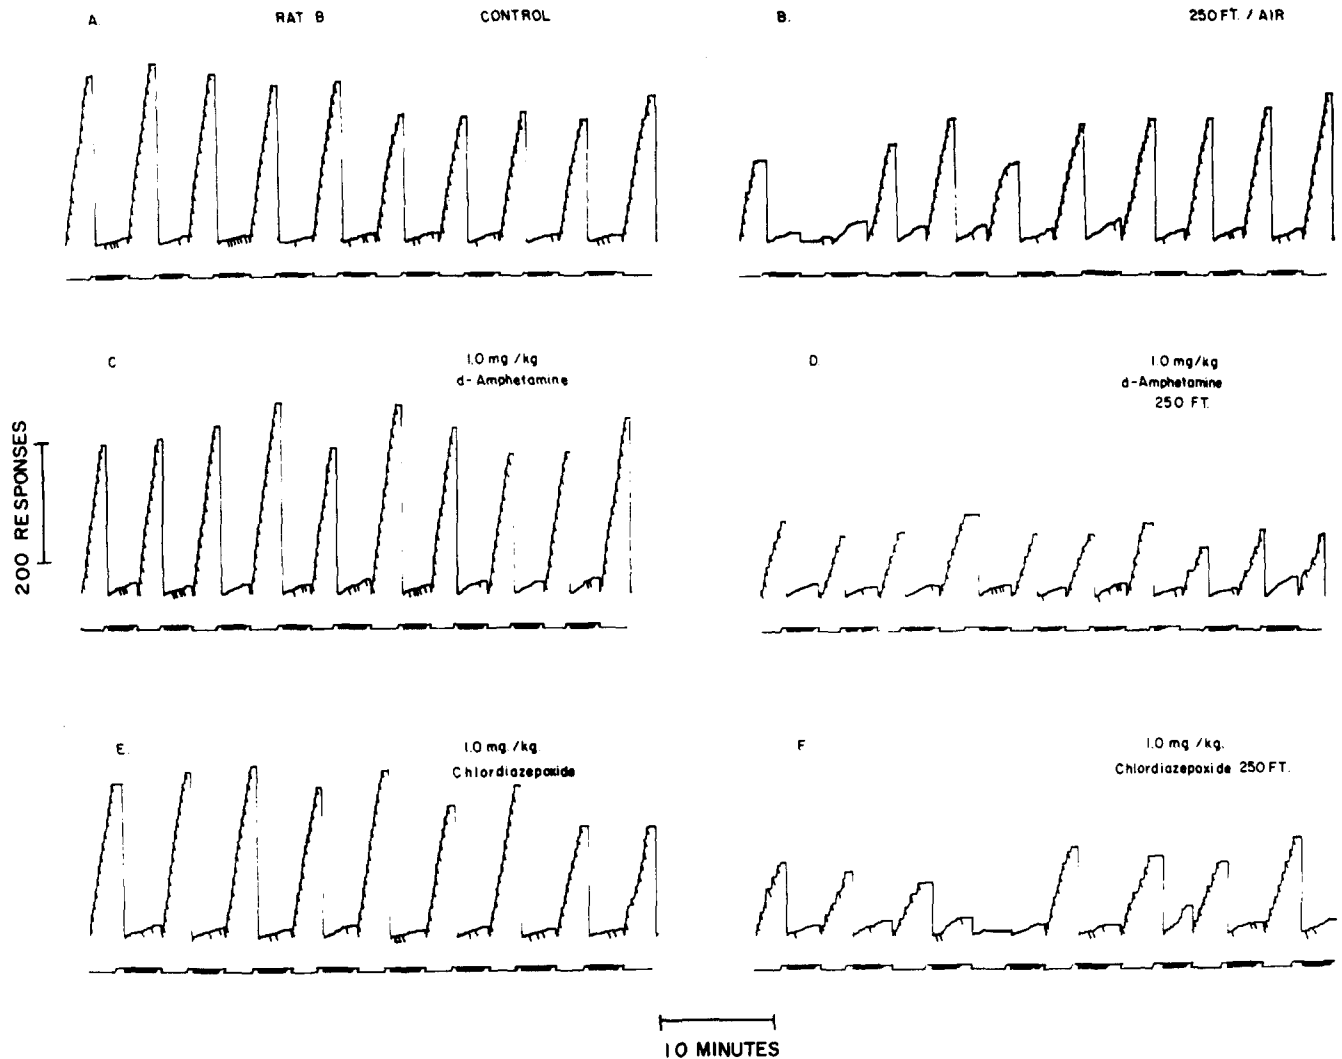 A. RAT B CONTROL
B. 250 FT. / AIR
C 1.0 mg /kg
d-Amphetamine
D. 1.0 mg/kg
d-Amphetamine
250 FT.
200 RESPONSES
E. 1.0 mg. /kg.
Chlordiazepoxide
F 1.0 mg /kg.
Chlordiazepoxide 250 FT.
10 MINUTES